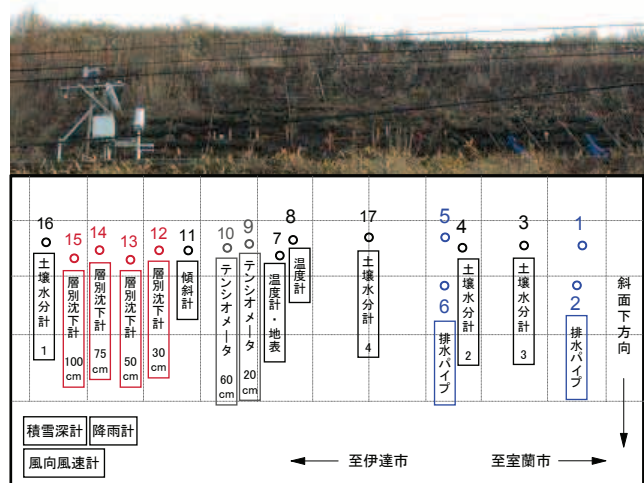 16
15
14
13
12
11
10
9
8
7
17
5
6
4
3
1
2
土壌水分計 1
層別沈下計 100cm
層別沈下計 75cm
層別沈下計 50cm
層別沈下計 30cm
傾斜計
テンシオメータ 60cm
テンシオメータ 20cm
温度計・地表
温度計
土壌水分計 4
排水パイプ
土壌水分計 2
土壌水分計 3
排水パイプ
斜面下方向
積雪深計
降雨計
風向風速計
至伊達市
至室蘭市